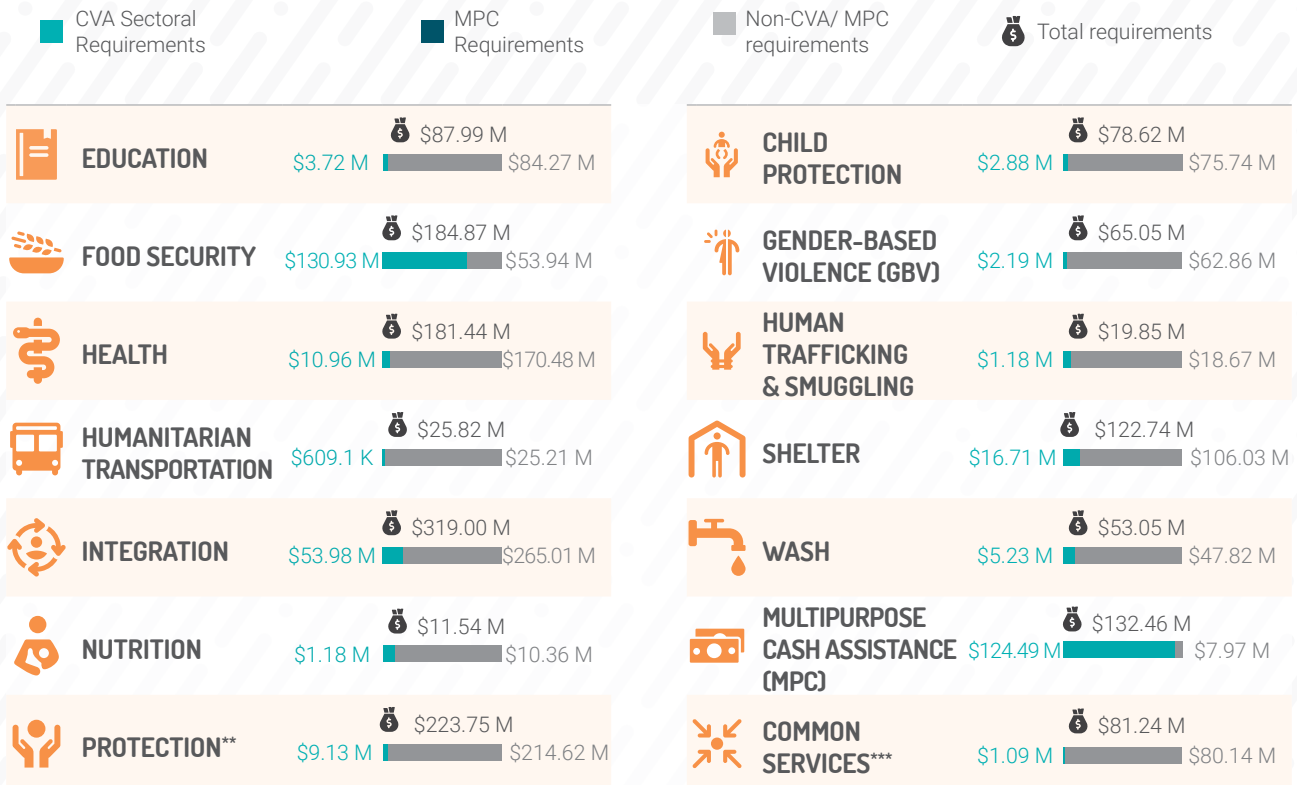 CVA Sectoral
Requirements
MPC
Requirements
Non-CVA/ MPC
requirements
$
Total requirements
EDUCATION
$
$87.99 M
$3.72 M
$84.27 M
FOOD SECURITY
$
$184.87 M
$130.93 M
$53.94 M
HEALTH
$
$181.44 M
$10.96 M
$170.48 M
HUMANITARIAN
TRANSPORTATION
$
$25.82 M
$609.1 K
$25.21 M
INTEGRATION
$
$319.00 M
$53.98 M
$265.01 M
NUTRITION
$
$11.54 M
$1.18 M
$10.36 M
PROTECTION**
$
$223.75 M
$9.13 M
$214.62 M
CHILD
PROTECTION
$
$78.62 M
$2.88 M
$75.74 M
GENDER-BASED
VIOLENCE (GBV)
$
$65.05 M
$2.19 M
$62.86 M
HUMAN
TRAFFICKING
& SMUGGLING
$
$19.85 M
$1.18 M
$18.67 M
SHELTER
$
$122.74 M
$16.71 M
$106.03 M
WASH
$
$53.05 M
$5.23 M
$47.82 M
MULTIPURPOSE
CASH ASSISTANCE
(MPC)
$
$132.46 M
$124.49 M
$7.97 M
COMMON
SERVICES***
$
$81.24 M
$1.09 M
$80.14 M